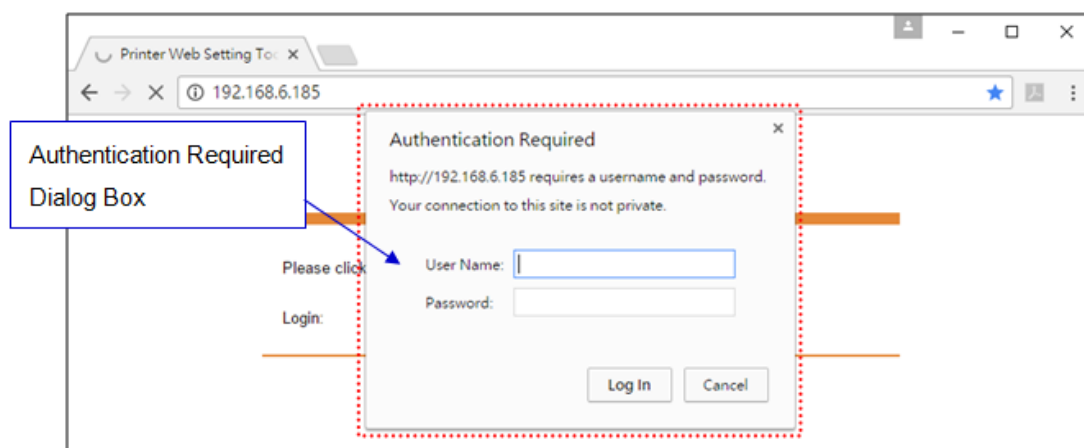 Printer Web Setting Too
192.168.6.185
Authentication Required
Dialog Box
Authentication Required
http://192.168.6.185 requires a username and password.
Your connection to this site is not private.
User Name:
Password:
Log In Cancel
Please click
Login: